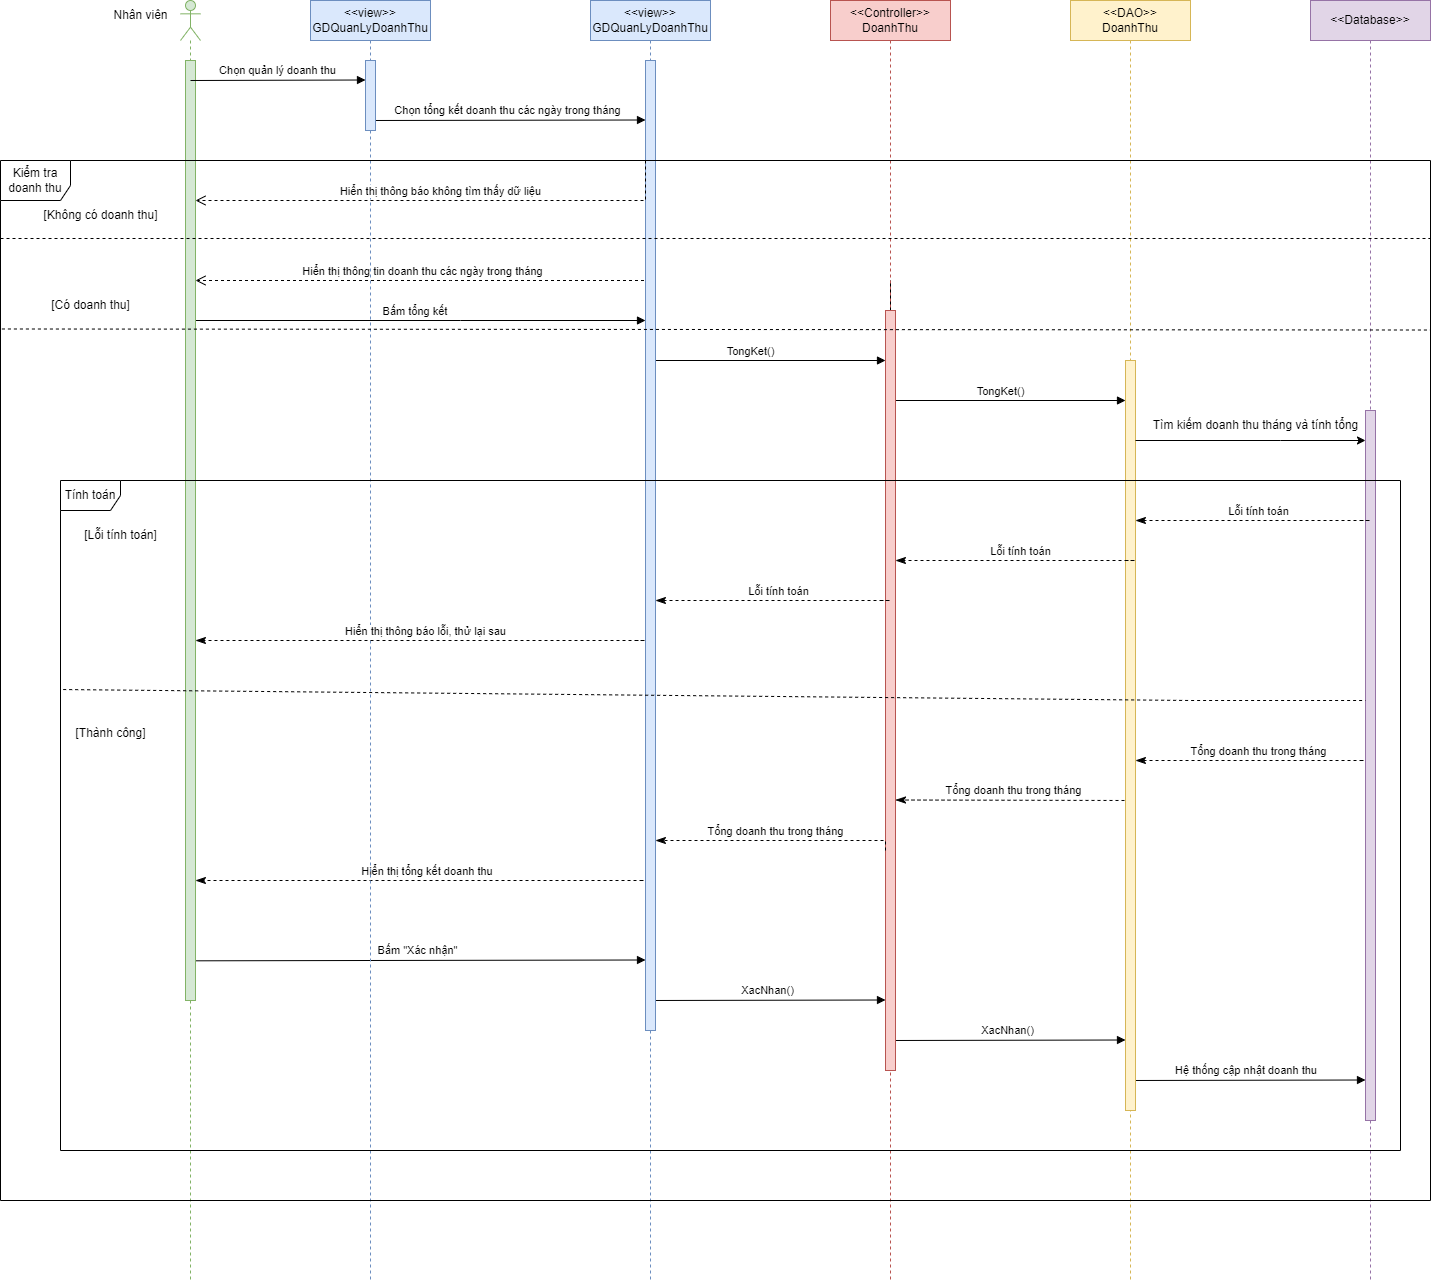 Nhân viên
<<view>>
GDQuanLyDoanhThu
<<view>>
GDQuanLyDoanhThu
<<Controller>>
DoanhThu
<<DAO>>
DoanhThu
<<Database>>
Chọn quản lý doanh thu
Chọn tổng kết doanh thu các ngày trong tháng
Kiểm tra
doanh thu
Hiển thị thông báo không tìm thấy dữ liệu
[Không có doanh thu]
Hiển thị thông tin doanh thu các ngày trong tháng
[Có doanh thu]
Bấm tổng kết
TongKet()
TongKet()
Tìm kiếm doanh thu tháng và tính tổng
Tính toán
Lỗi tính toán
[Lỗi tính toán]
Lỗi tính toán
Lỗi tính toán
Hiển thị thông báo lỗi, thử lại sau
[Thành công]
Tổng doanh thu trong tháng
Tổng doanh thu trong tháng
Tổng doanh thu trong tháng
Hiển thị tổng kết doanh thu
Bấm "Xác nhận"
XacNhan()
XacNhan()
Hệ thống cập nhật doanh thu